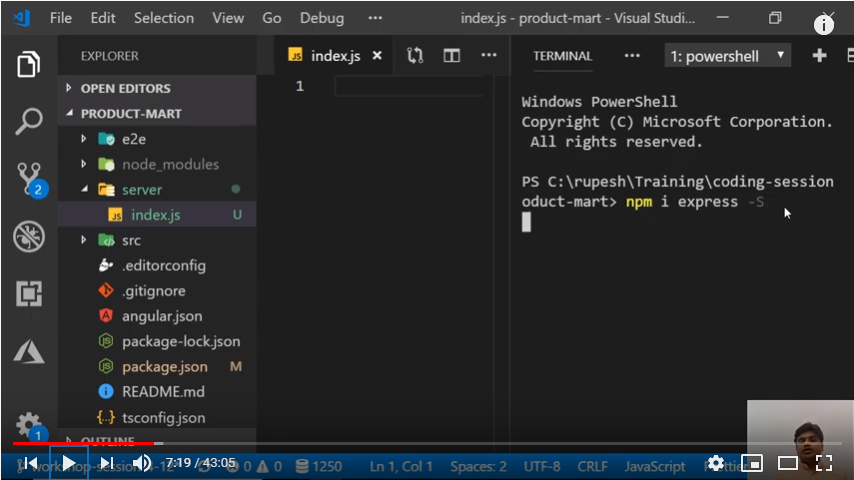 File Edit Selection View Go Debug ··· index.js - product-mart - Visual Studi...
EXPLORER
OPEN EDITORS
PRODUCT-MART
e2e
node_modules
server
JS index.js U
src
.editorconfig
.gitignore
angular.json
package-lock.json
package.json M
README.md
tsconfig.json
OUTLINE
2
1
JS index.js
1
TERMINAL ··· 1: powershell
Windows PowerShell
Copyright (C) Microsoft Corporation.
All rights reserved.
PS C:\rupesh\Training\coding-session
oduct-mart> npm i express -S
7:19 / 43:05
0 0 1250 Ln 1, Col 1 Spaces: 2 UTF-8 CRLF JavaScript